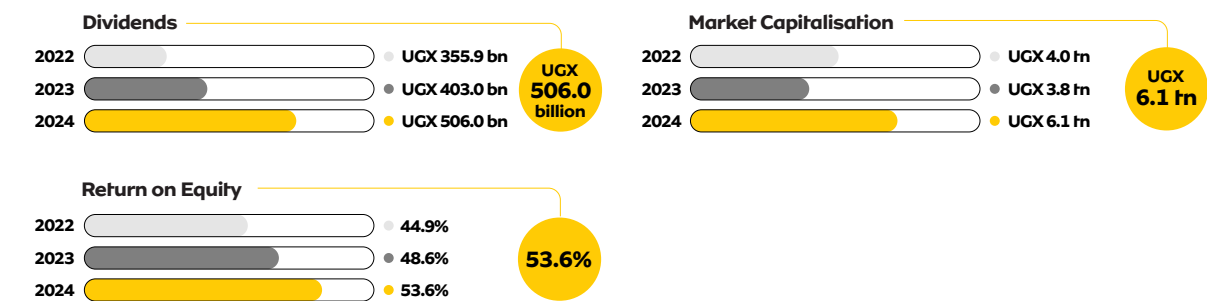 Dividends
2022 UGX 355.9 bn
2023 UGX 403.0 bn
2024 UGX 506.0 bn
UGX
506.0
billion
Market Capitalisation
2022 UGX 4.0 tn
2023 UGX 3.8 tn
2024 UGX 6.1 tn
UGX
6.1 tn
Return on Equity
2022 44.9%
2023 48.6%
2024 53.6%
53.6%